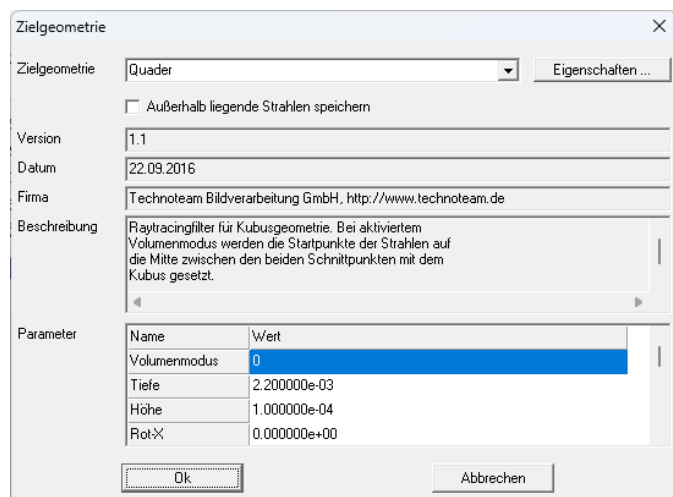 Zielgeometrie
Zielgeometrie Quader Eigenschaften ...
Außerhalb liegende Strahlen speichern
Version 1.1
Datum 22.09.2016
Firma Technoteam Bildverarbeitung GmbH, http://www.technoteam.de
Beschreibung Raytracingfilter für Kubusgeometrie. Bei aktiviertem
Volumenmodus werden die Startpunkte der Strahlen auf
die Mitte zwischen den beiden Schnittpunkten mit dem
Kubus gesetzt.
Parameter Name Wert
Volumenmodus 0
Tiefe 2.200000e-03
Höhe 1.000000e-04
Rot-X 0.000000e+00
Ok Abbrechen